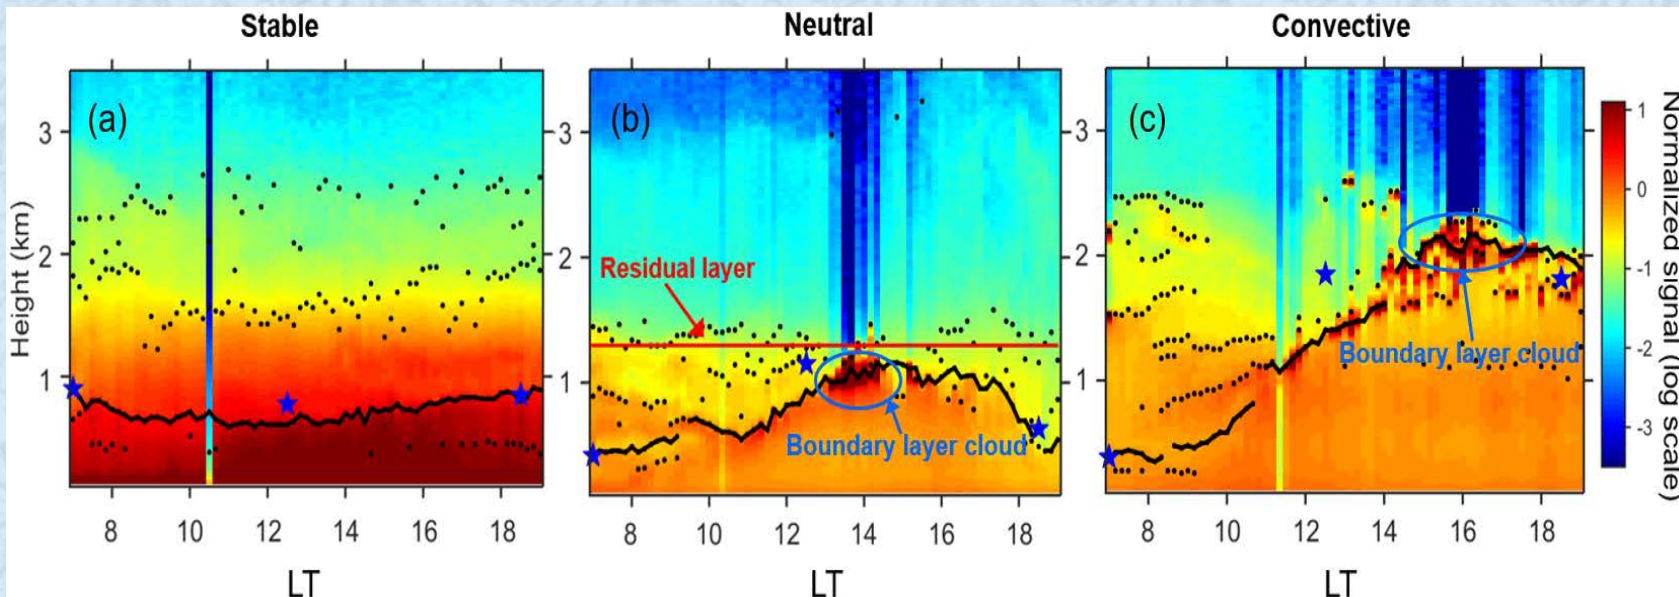 Stable
Neutral
Convective
(a)
(b)
(c)
Height (km)
3
2
1
8
10
12
14
16
18
LT
3
2
1
Residual layer
Boundary layer cloud
8
10
12
14
16
18
LT
3
2
1
Boundary layer cloud
8
10
12
14
16
18
LT
1
0
-1
-2
-3
Normalized signal (log scale)